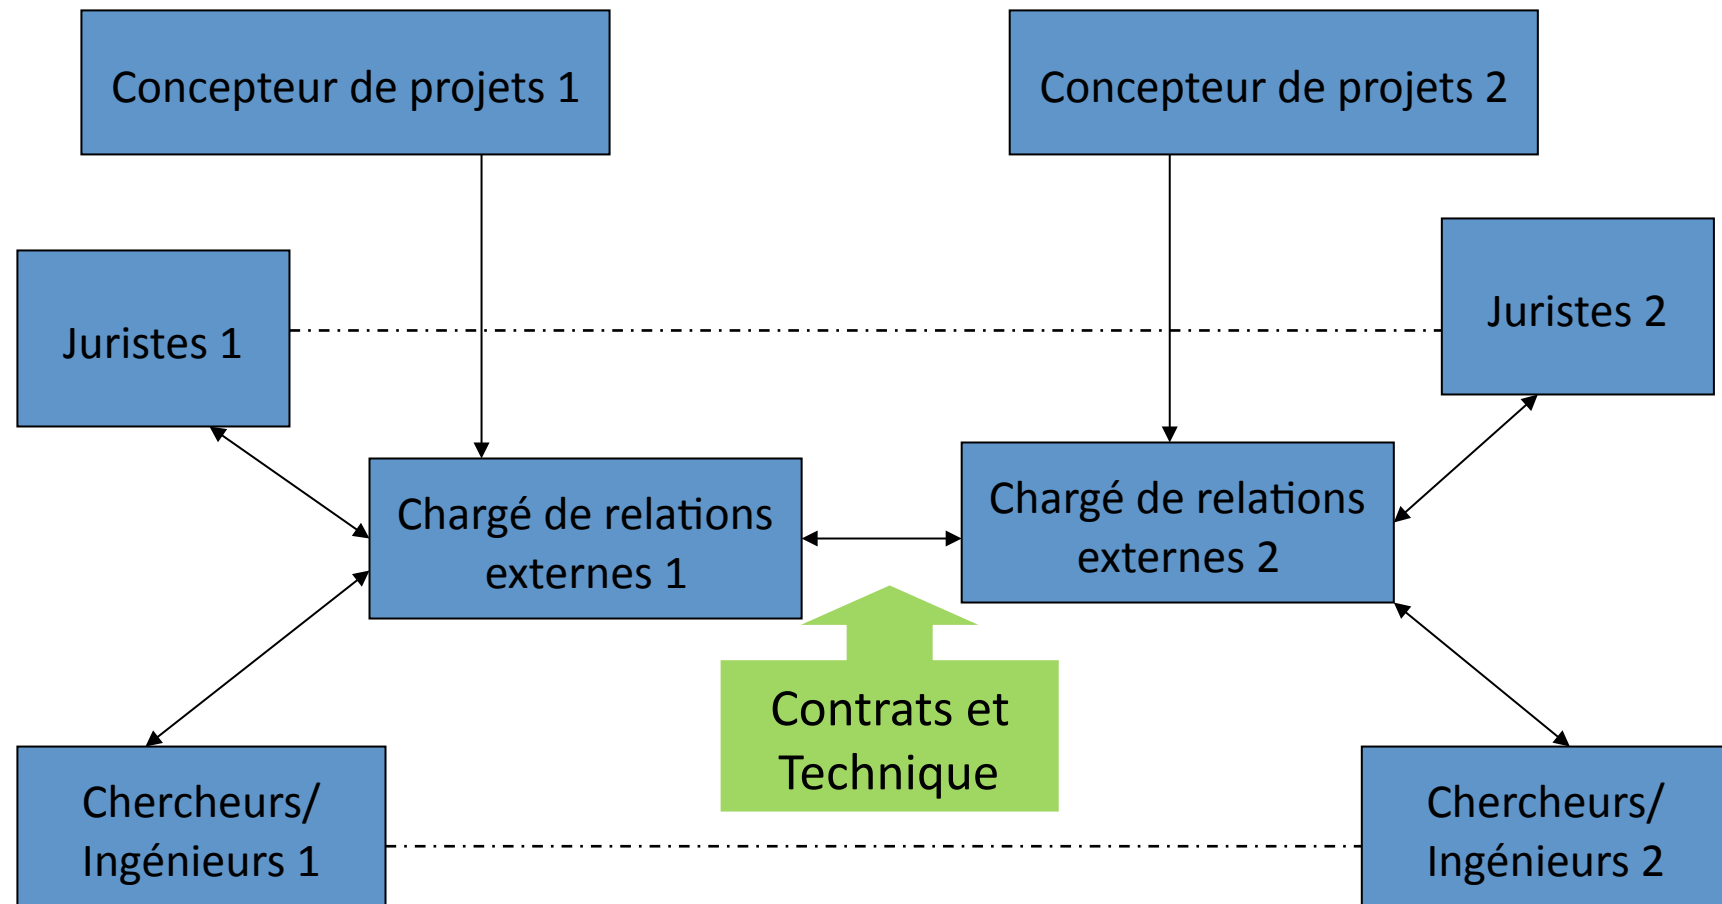 Concepteur de projets 1
Concepteur de projets 2
Juristes 1
Juristes 2
Chargé de relations
externes 1
Chargé de relations
externes 2
Contrats et
Technique
Chercheurs/
Ingénieurs 1
Chercheurs/
Ingénieurs 2